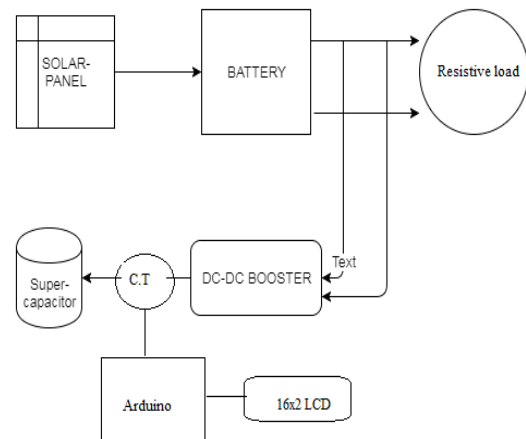 SOLAR-
PANEL
BATTERY
Resistive load
Text
Super-
capacitor
C.T
DC-DC BOOSTER
Arduino
16x2 LCD